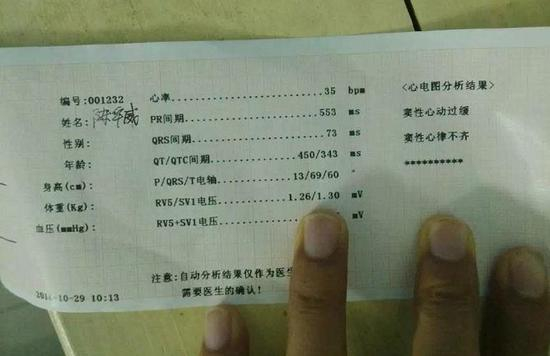 编号:001232
姓名: 陈华威
性别:
年龄:
身高(cm):
体重(Kg):
血压(mmHg):
心率........................35 bpm
PR间期.....................553 ms
QRS间期....................73 ms
QT/QTC间期..............450/343 ms
P/QRS/T电轴.............13/69/60 °
RV5/SV1电压.............1.26/1.30 mV
RV5+SV1电压.............. mV
<心电图分析结果>
窦性心动过缓
窦性心律不齐
**********
注意:自动分析结果仅作为医生
需要医生的确认!
-10-29 10:13